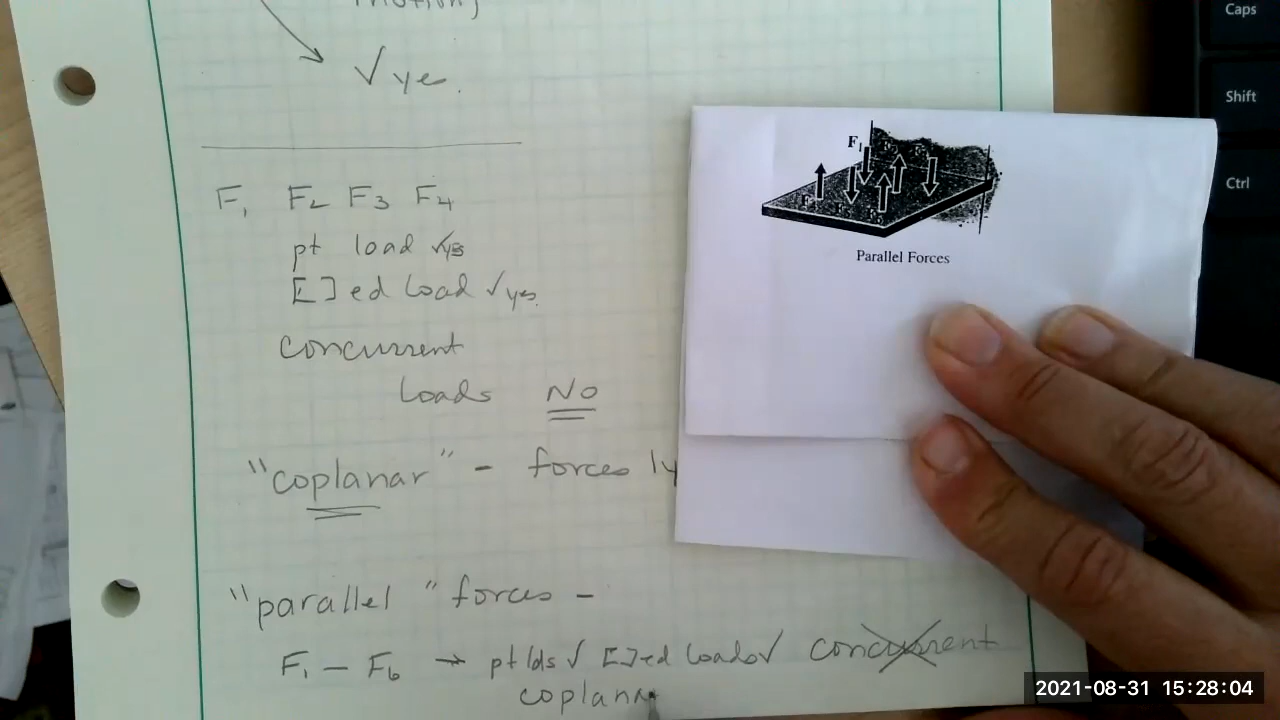 motion)
√ yes.
F1 F2 F3 F4
pt load √yes
[ ]ed load √yes.
concurrent
loads NO
"coplanar" - forces ly
"parallel" forces -
F1 - F6 → pt lds √ [ ]ed loads √ concurrent
coplana
F1
Parallel Forces
Caps
Shift
Ctrl
2021-08-31 15:28:04